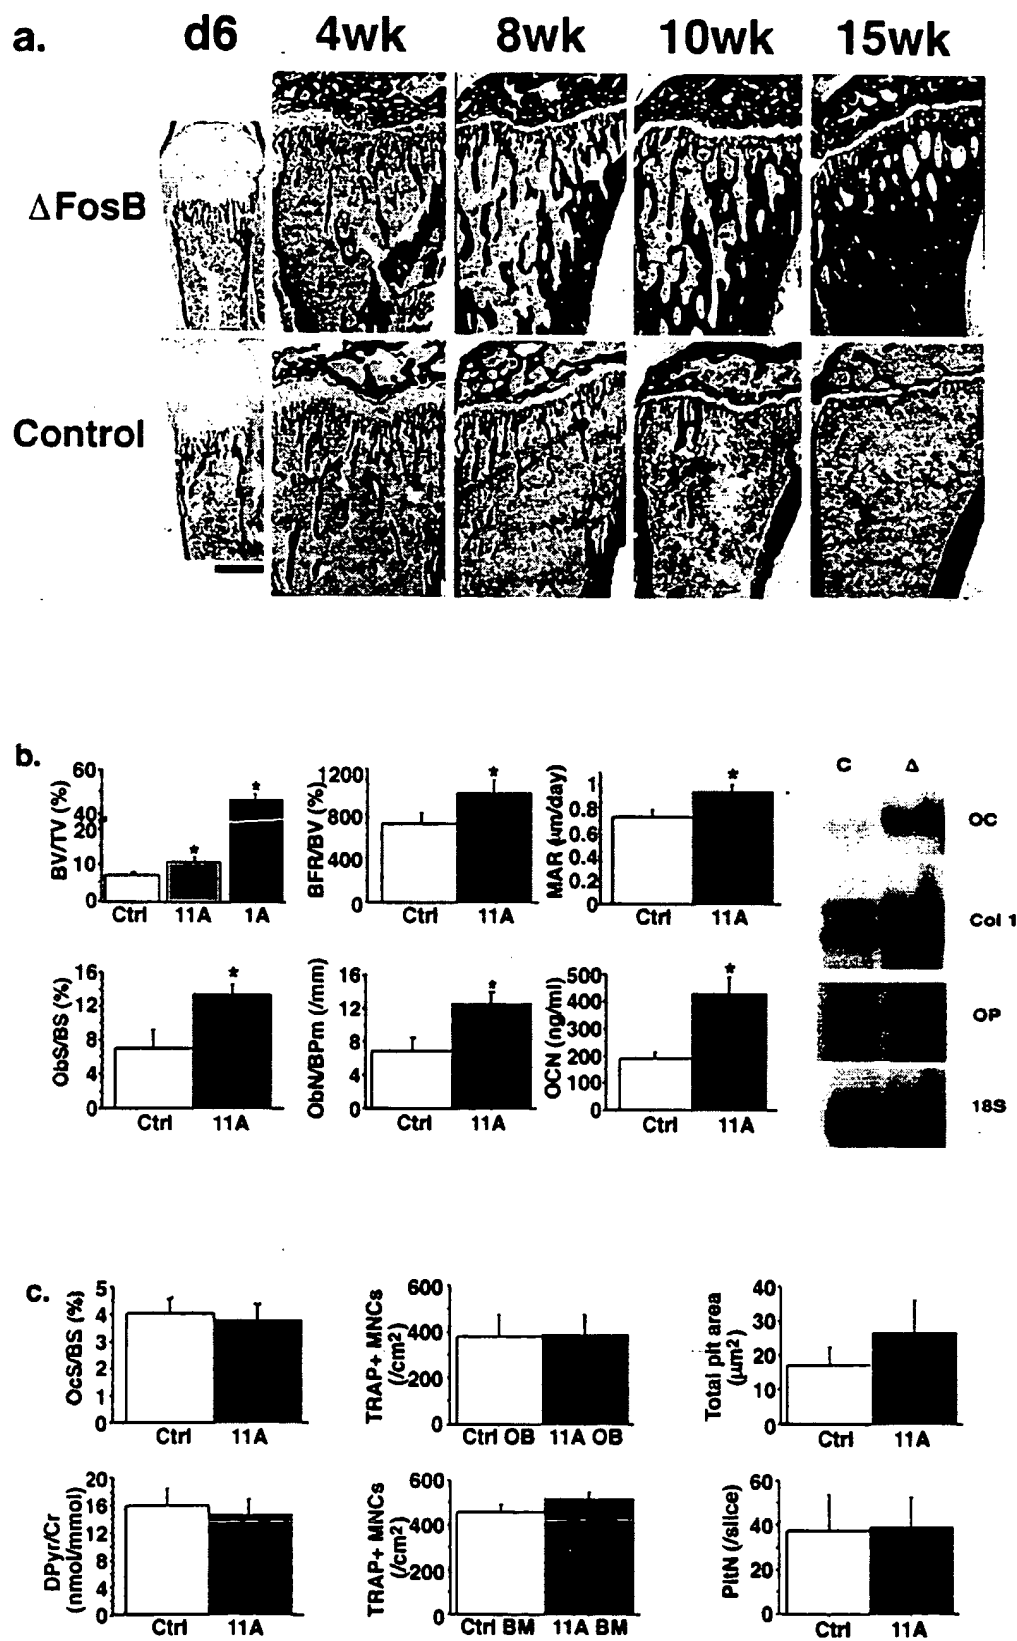 a. d6 4wk 8wk 10wk 15wk
ΔFosB
Control
b.
BV/TV (%)
60
40
20
10
0
Ctrl 11A 1A
*
*
BFR/BV (%)
1200
800
400
0
Ctrl 11A
*
MAR (μm/day)
1
0.8
0.6
0.4
0.2
0
Ctrl 11A
*
C Δ
OC
Col 1
OP
18S
ObS/BS (%)
16
12
8
4
0
Ctrl 11A
*
ObN/BPm (/mm)
16
12
8
4
0
Ctrl 11A
*
OCN (ng/ml)
500
400
300
200
100
0
Ctrl 11A
*
c.
OcS/BS (%)
5
4
3
2
1
0
Ctrl 11A
TRAP+ MNCs
(/cm2)
600
400
200
0
Ctrl OB 11A OB
Total pit area
(μm2)
40
30
20
10
0
Ctrl 11A
DPyr/Cr
(nmol/mmol)
20
16
12
8
4
0
Ctrl 11A
TRAP+ MNCs
(/cm2)
600
400
200
0
Ctrl BM 11A BM
PitN (/slice)
60
40
20
0
Ctrl 11A